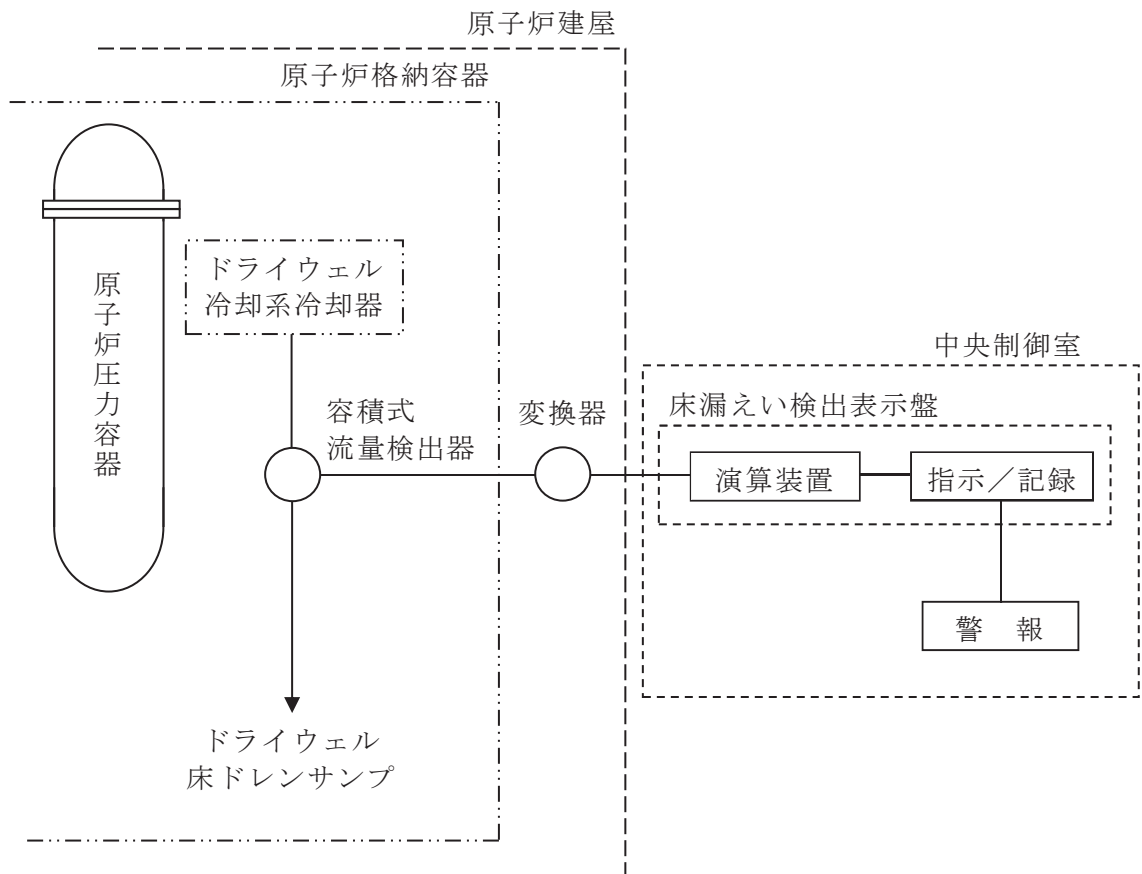 原子炉建屋
原子炉格納容器
原子炉圧力容器
ドライウェル
冷却系冷却器
容積式
流量検出器
変換器
中央制御室
床漏えい検出表示盤
演算装置
指示／記録
警　報
ドライウェル
床ドレンサンプ